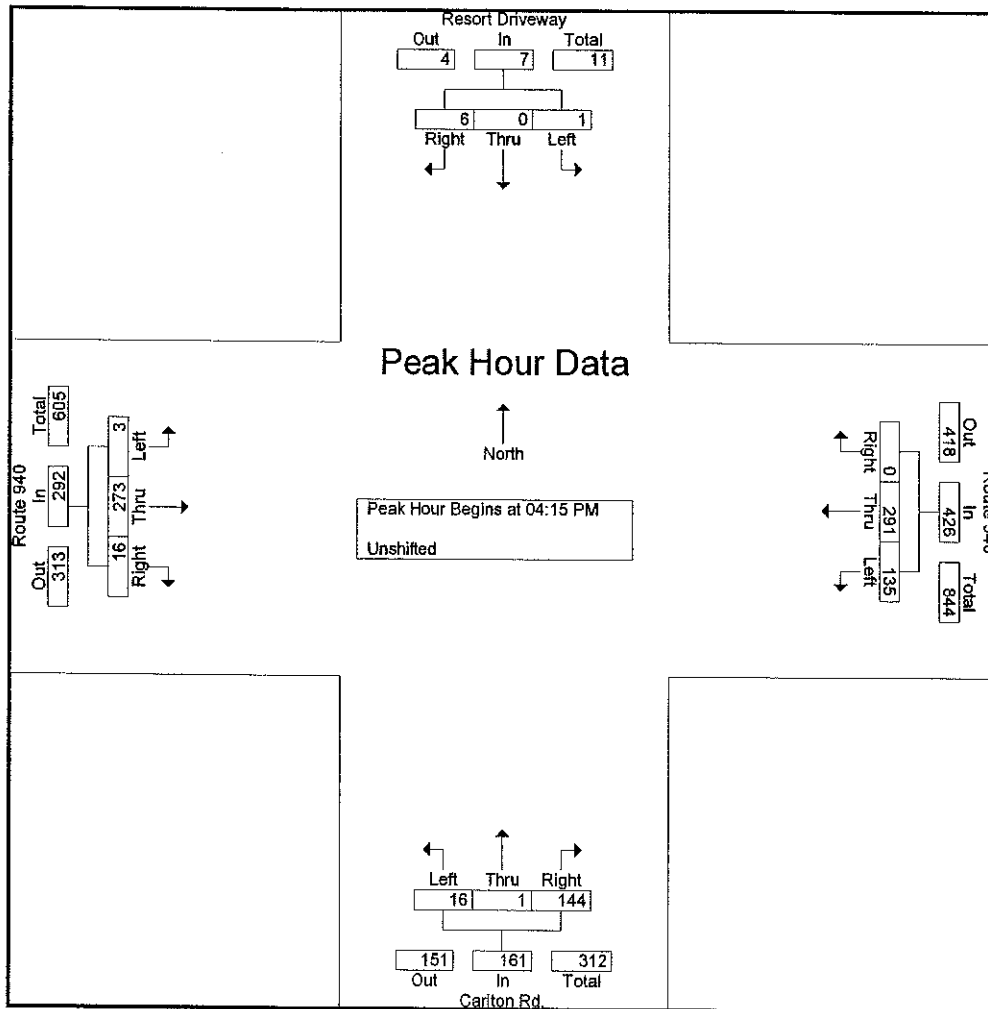 Resort Driveway
Out In Total
4 7 11
6 0 1
Right Thru Left
Peak Hour Data
North
Peak Hour Begins at 04:15 PM
Unshifted
Route 940
Total In Out
605 292 313
3 273 16
Left Thru Right
Right Thru Left
0 291 135
418 426 844
Out In Total
Route 940
Left Thru Right
16 1 144
151 161 312
Out In Total
Carlton Rd.